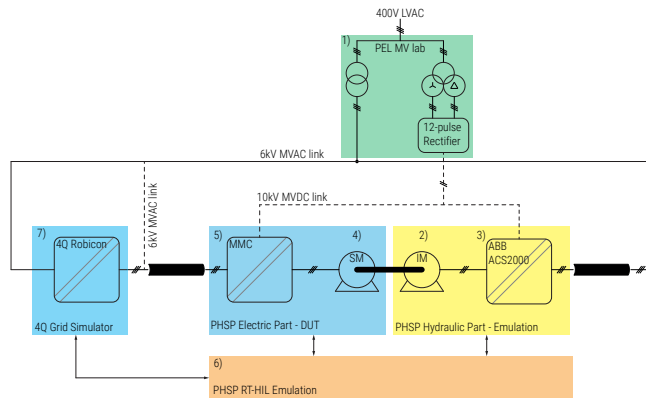 400V LVAC
1)
PEL MV lab
12-pulse
Rectifier
6kV MVAC link
6kV MVAC link
10kV MVDC link
7)
4Q Robicon
5)
MMC
4)
SM
2)
IM
3)
ABB
ACS2000
4Q Grid Simulator
PHSP Electric Part - DUT
PHSP Hydraulic Part - Emulation
6)
PHSP RT-HIL Emulation